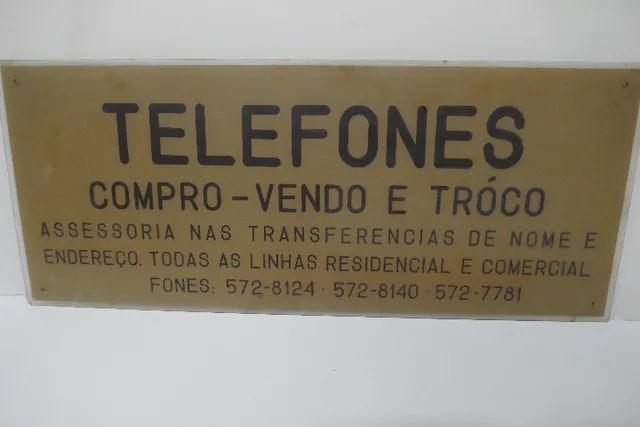 TELEFONES
COMPRO - VENDO E TRÓCO
ASSESSORIA NAS TRANSFERENCIAS DE NOME E
ENDEREÇO. TODAS AS LINHAS RESIDENCIAL E COMERCIAL
FONES: 572-8124 · 572-8140 · 572-7781